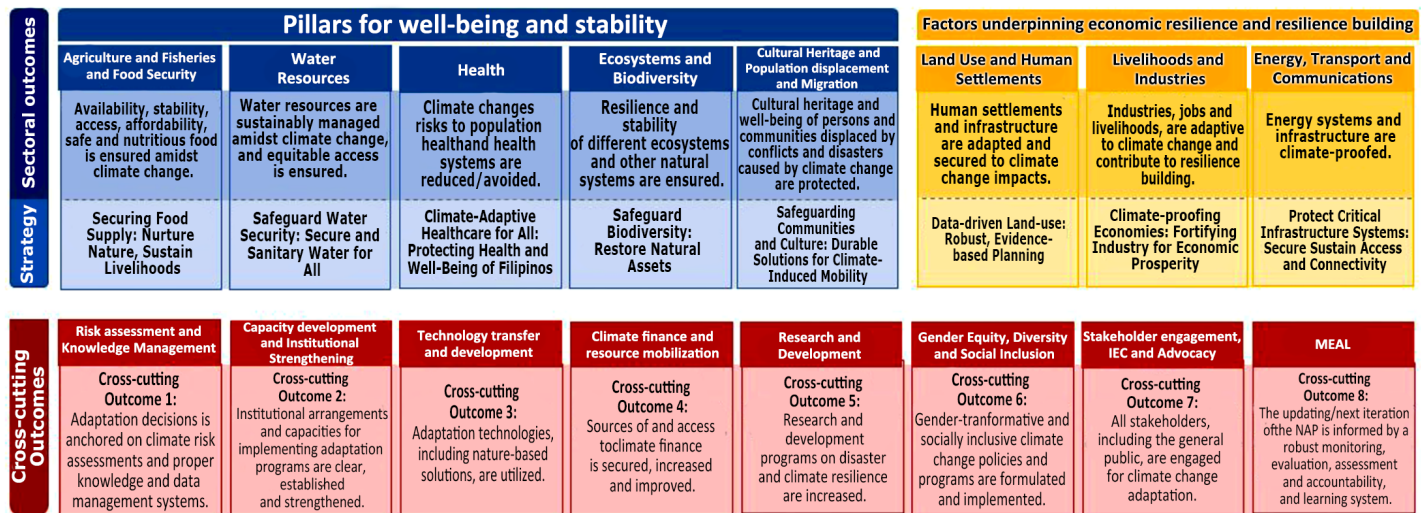 Pillars for well-being and stability
Factors underpinning economic resilience and resilience building
Sectoral outcomes
Agriculture and Fisheries
and Food Security
Water
Resources
Health
Ecosystems and
Biodiversity
Cultural Heritage and
Population displacement
and Migration
Land Use and Human
Settlements
Livelihoods and
Industries
Energy, Transport and
Communications
Availability, stability,
access, affordability,
safe and nutritious food
is ensured amidst
climate change.
Water resources are
sustainably managed
amidst climate change,
and equitable access
is ensured.
Climate changes
risks to population
healthand health
systems are
reduced/avoided.
Resilience and
stability
of different ecosystems
and other natural
systems are ensured.
Cultural heritage and
well-being of persons and
communities displaced by
conflicts and disasters
caused by climate change
are protected.
Human settlements
and infrastructure
are adapted and
secured to climate
change impacts.
Industries, jobs and
livelihoods, are adaptive
to climate change and
contribute to resilience
building.
Energy systems and
infrastructure are
climate-proofed.
Strategy
Securing Food
Supply: Nurture
Nature, Sustain
Livelihoods
Safeguard Water
Security: Secure and
Sanitary Water for
All
Climate-Adaptive
Healthcare for All:
Protecting Health and
Well-Being of Filipinos
Safeguard
Biodiversity:
Restore Natural
Assets
Safeguarding
Communities
and Culture: Durable
Solutions for Climate-
Induced Mobility
Data-driven Land-use:
Robust, Evidence-
based Planning
Climate-proofing
Economies: Fortifying
Industry for Economic
Prosperity
Protect Critical
Infrastructure Systems:
Secure Sustain Access
and Connectivity
Cross-cutting
Outcomes
Risk assessment and
Knowledge Management
Capacity development
and Institutional
Strengthening
Technology transfer
and development
Climate finance and
resource mobilization
Research and
Development
Gender Equity, Diversity
and Social Inclusion
Stakeholder engagement,
IEC and Advocacy
MEAL
Cross-cutting
Outcome 1:
Adaptation decisions is
anchored on climate risk
assessments and proper
knowledge and data
management systems.
Cross-cutting
Outcome 2:
Institutional arrangements
and capacities for
implementing adaptation
programs are clear,
established
and strengthened.
Cross-cutting
Outcome 3:
Adaptation technologies,
including nature-based
solutions, are utilized.
Cross-cutting
Outcome 4:
Sources of and access
toclimate finance
is secured, increased
and improved.
Cross-cutting
Outcome 5:
Research and
development
programs on disaster
and climate resilience
are increased.
Cross-cutting
Outcome 6:
Gender-tranformative and
socially inclusive climate
change policies and
programs are formulated
and implemented.
Cross-cutting
Outcome 7:
All stakeholders,
including the general
public, are engaged
for climate change
adaptation.
Cross-cutting
Outcome 8:
The updating/next iteration
ofthe NAP is informed by a
robust monitoring,
evaluation, assessment
and accountability,
and learning system.